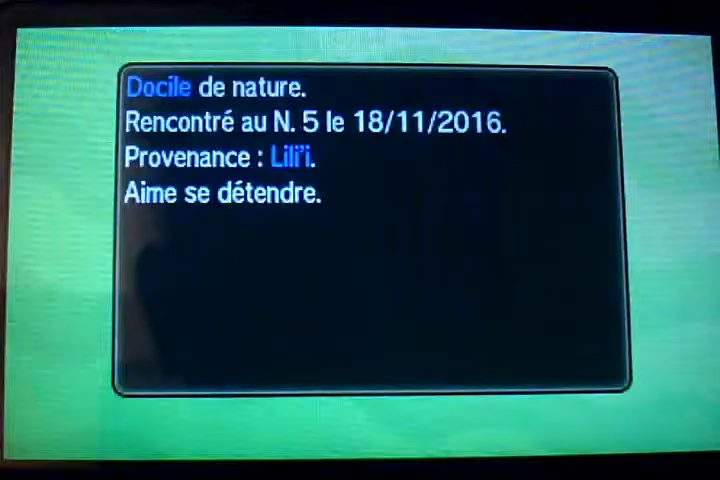 Docile de nature.
Rencontré au N. 5 le 18/11/2016.
Provenance : Lili'i.
Aime se détendre.